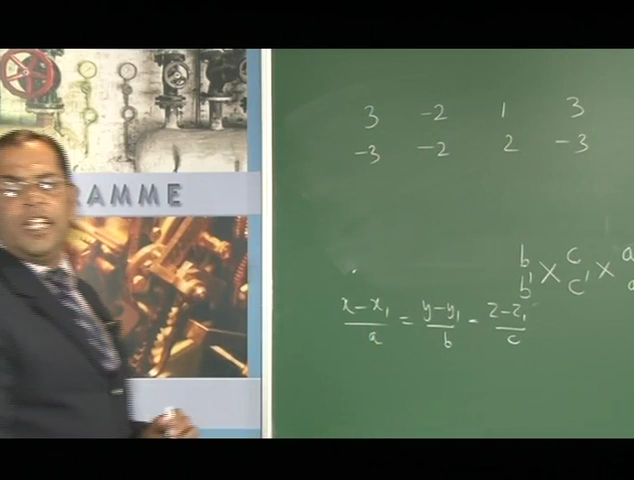 RAMME
3 -2 1 3
-3 -2 2 -3
b c a
b' c'
x-x₁/a = y-y₁/b = z-z₁/c